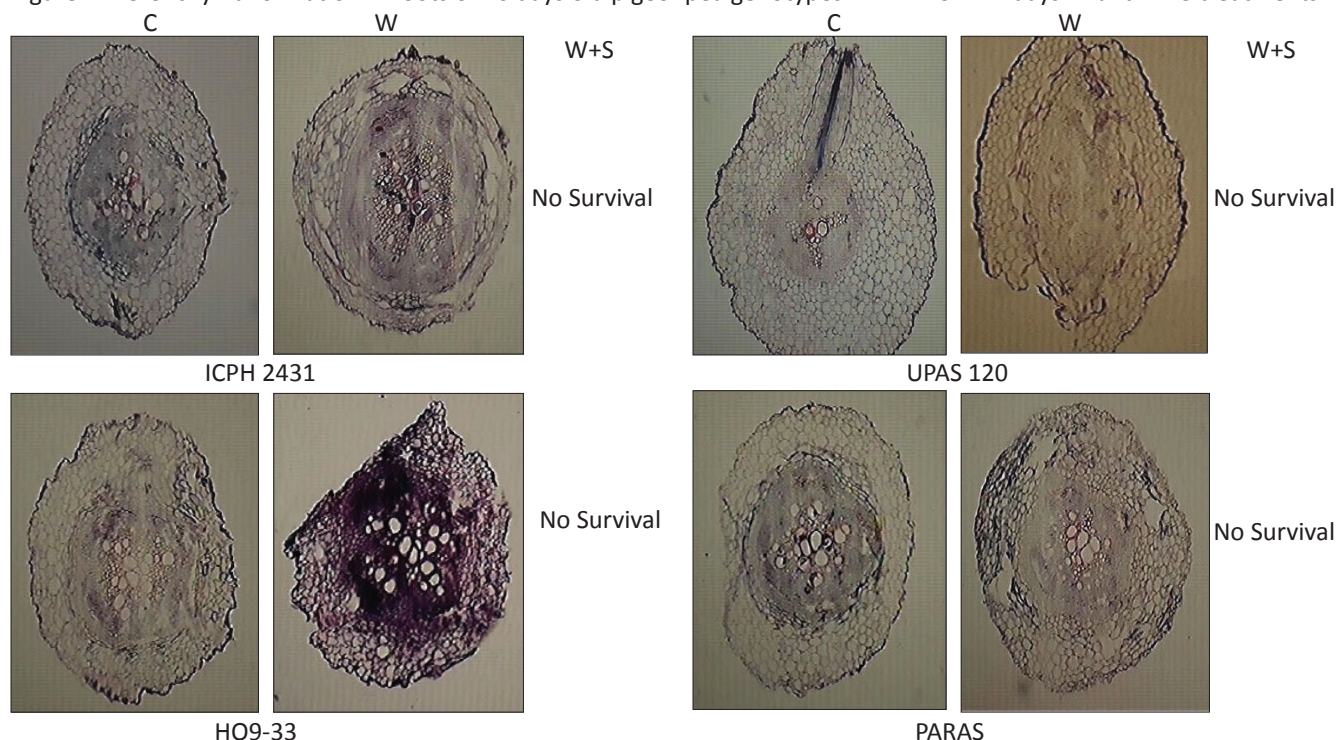 C W W+S C W W+S
No Survival No Survival
ICPH 2431 UPAS 120
No Survival No Survival
HO9-33 PARAS